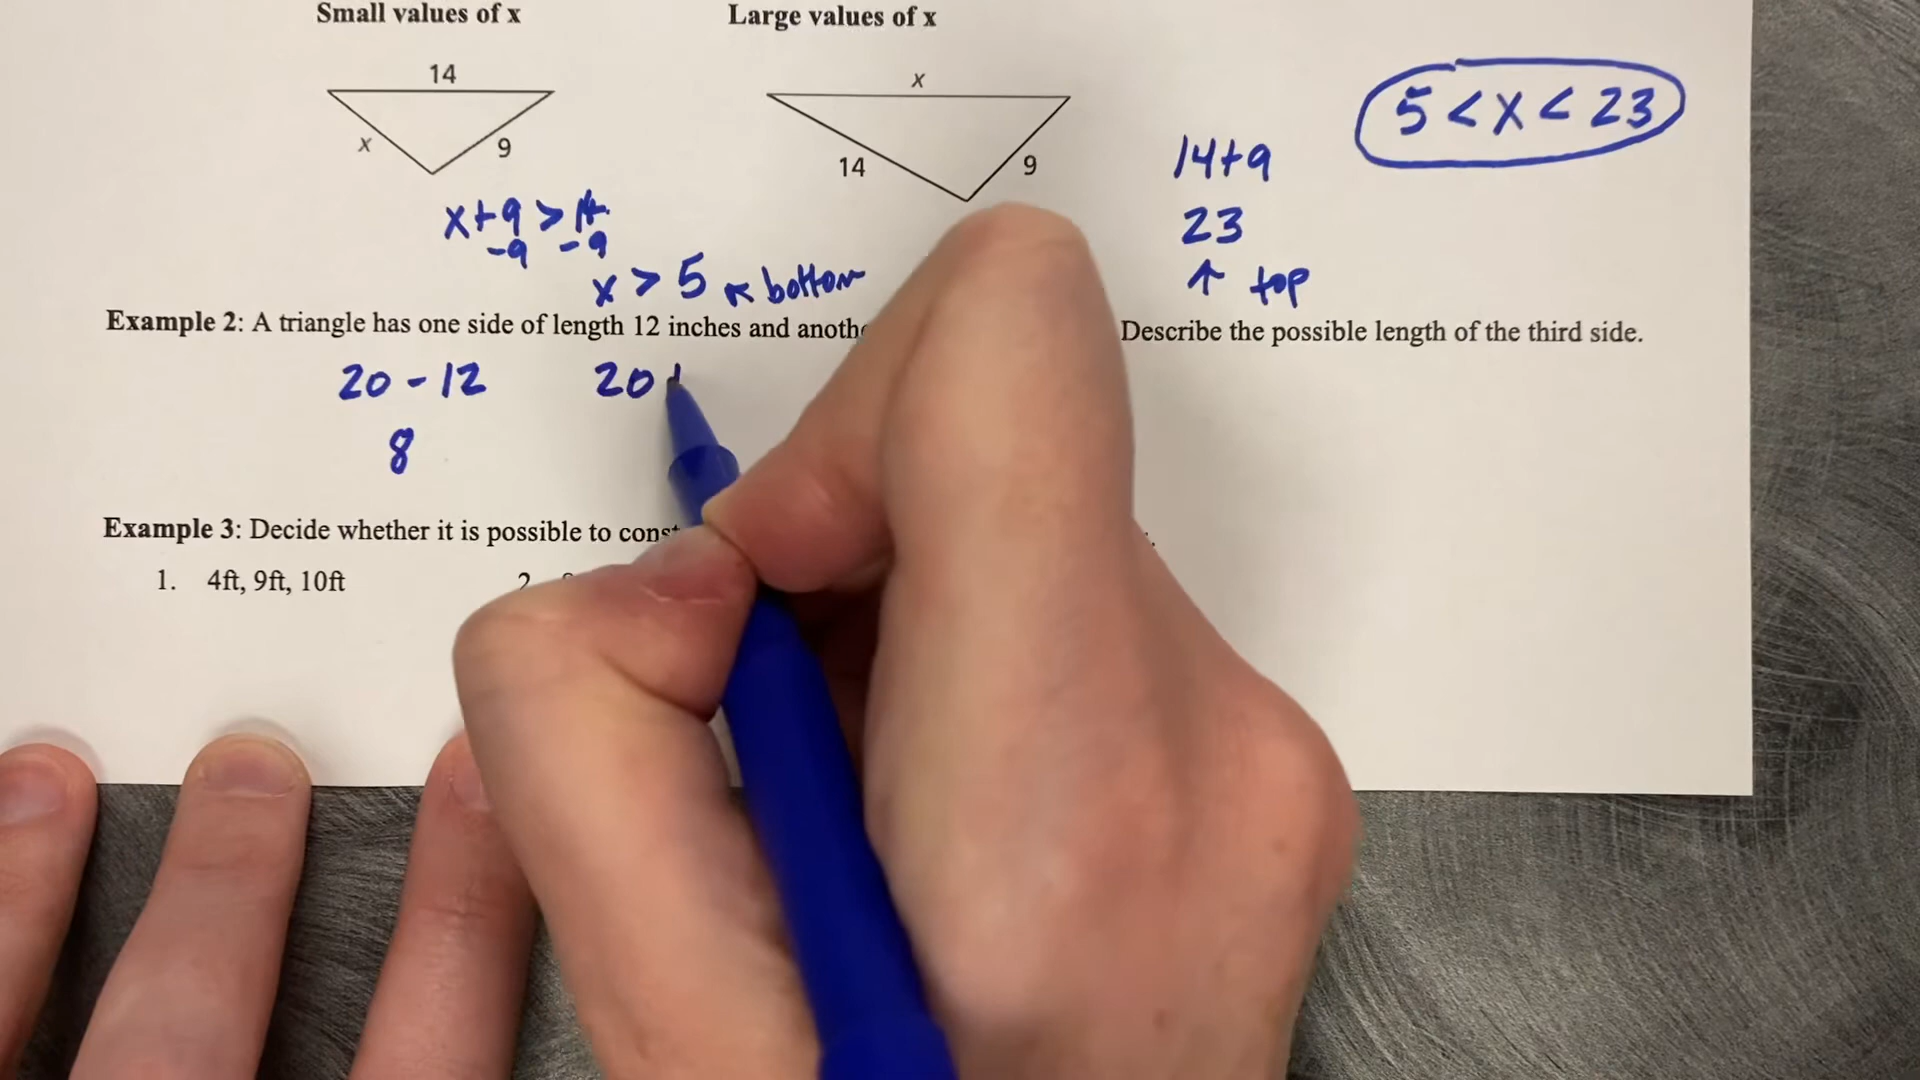 Small values of x
Large values of x
14
x
9
x
14
9
5 < x < 23
14+9
23
↑ top
x+9 > 14
-9 -9
x > 5 ↖ bottom
Example 2: A triangle has one side of length 12 inches and Describe the possible length of the third side.
20 - 12
20
8
Example 3: Decide whether it is possible to
1. 4ft, 9ft, 10ft